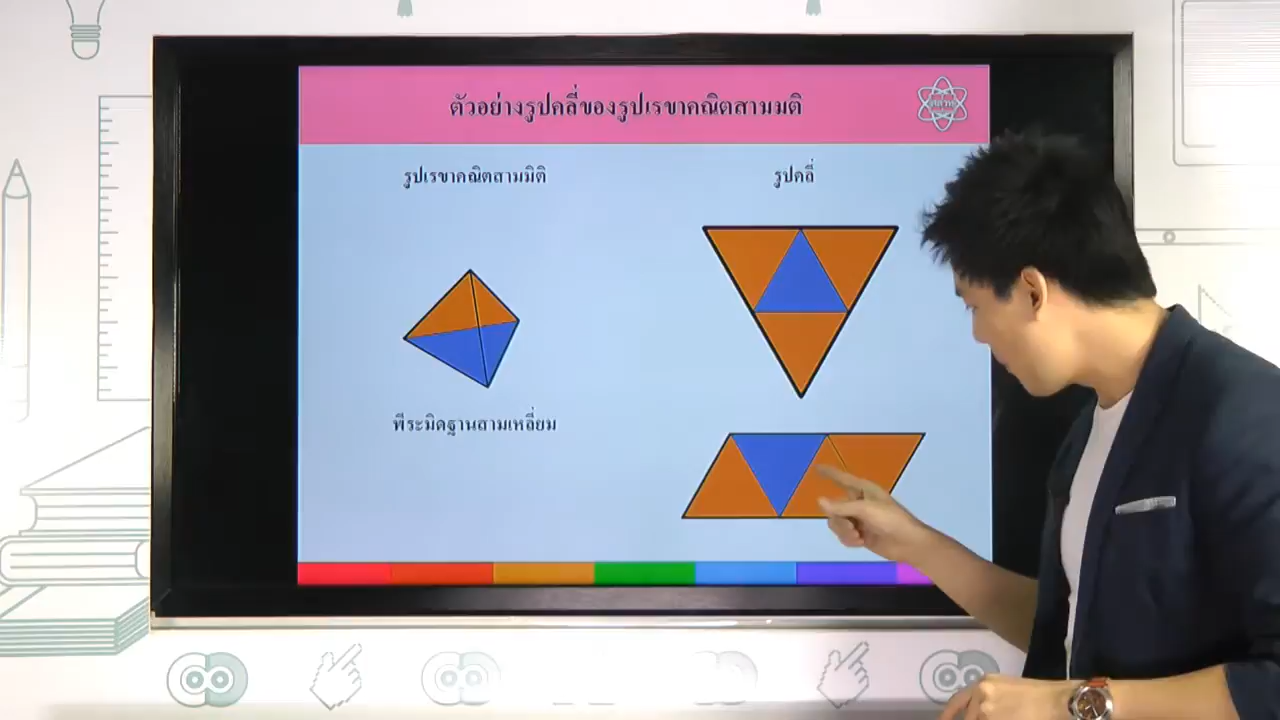 ตัวอย่างรูปคลี่ของรูปเรขาคณิตสามมติ
รูปเรขาคณิตสามมิติ
รูปคลี่
พีระมิดฐานสามเหลี่ยม